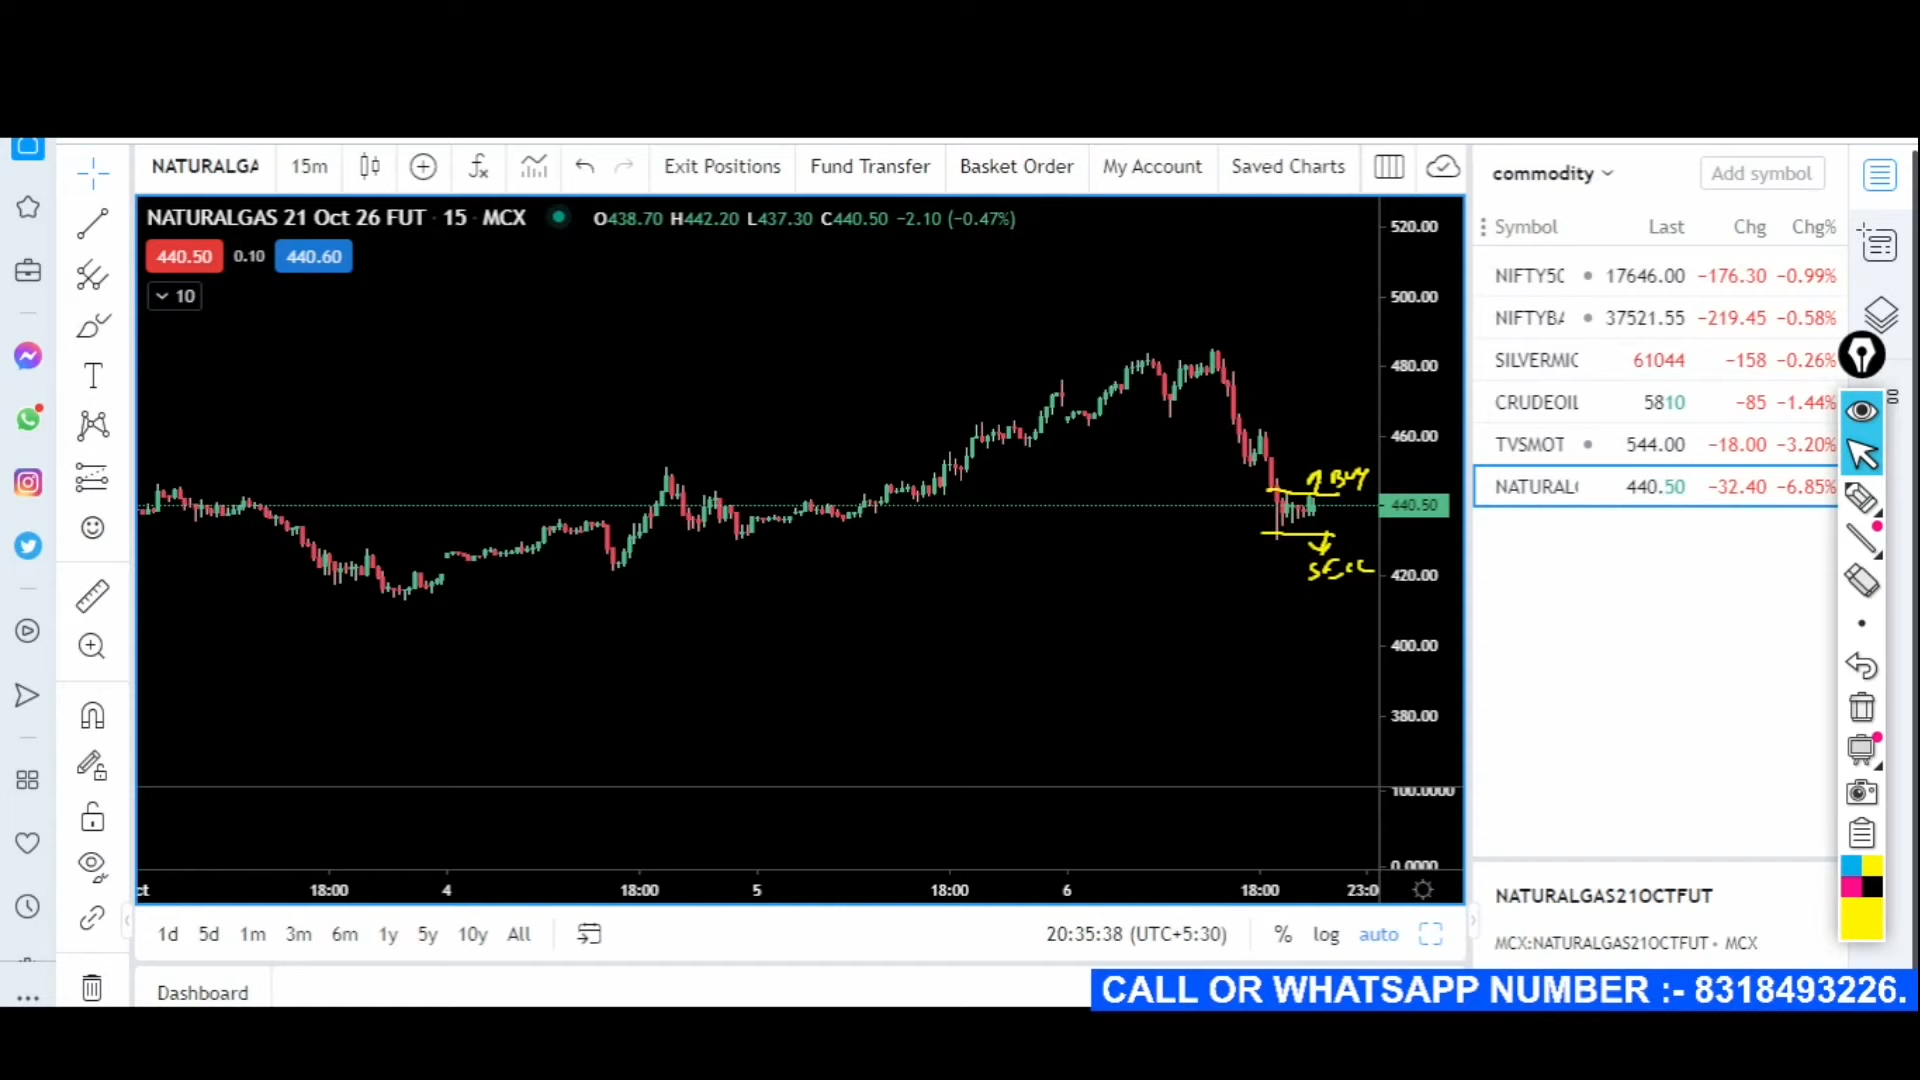 NATURALGA 15m Exit Positions Fund Transfer Basket Order My Account Saved Charts
commodity Add symbol
NATURALGAS 21 Oct 26 FUT · 15 MCX O438.70 H442.20 L437.30 C440.50 −2.10 (−0.47%)
440.50 0.10 440.60
10
Symbol Last Chg Chg%
NIFTY50 17646.00 −176.30 −0.99%
NIFTYBA 37521.55 −219.45 −0.58%
SILVERMIC 61044 −158 −0.26%
CRUDEOIL 5810 −85 −1.44%
TVSMOT 544.00 −18.00 −3.20%
NATURAL 440.50 −32.40 −6.85%
520.00
500.00
480.00
460.00
BUY
440.50
SELL
420.00
400.00
380.00
100.0000
0.0000
ct 18:00 4 18:00 5 18:00 6 18:00 23:0
1d 5d 1m 3m 6m 1y 5y 10y All 20:35:38 (UTC+5:30) % log auto
NATURALGAS21OCTFUT
MCX:NATURALGAS21OCTFUT • MCX
Dashboard
CALL OR WHATSAPP NUMBER :- 8318493226.